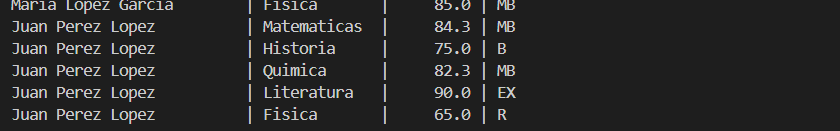 Maria Lopez Garcia | Fisica | 85.0 | MB
Juan Perez Lopez | Matematicas | 84.3 | MB
Juan Perez Lopez | Historia | 75.0 | B
Juan Perez Lopez | Quimica | 82.3 | MB
Juan Perez Lopez | Literatura | 90.0 | EX
Juan Perez Lopez | Fisica | 65.0 | R